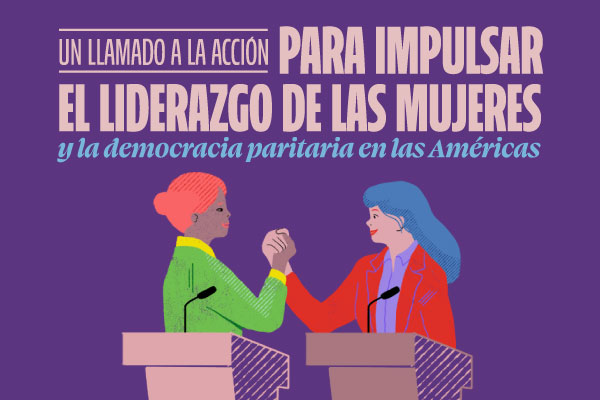 UN LLAMADO A LA ACCIÓN PARA IMPULSAR
EL LIDERAZGO DE LAS MUJERES
y la democracia paritaria en las Américas